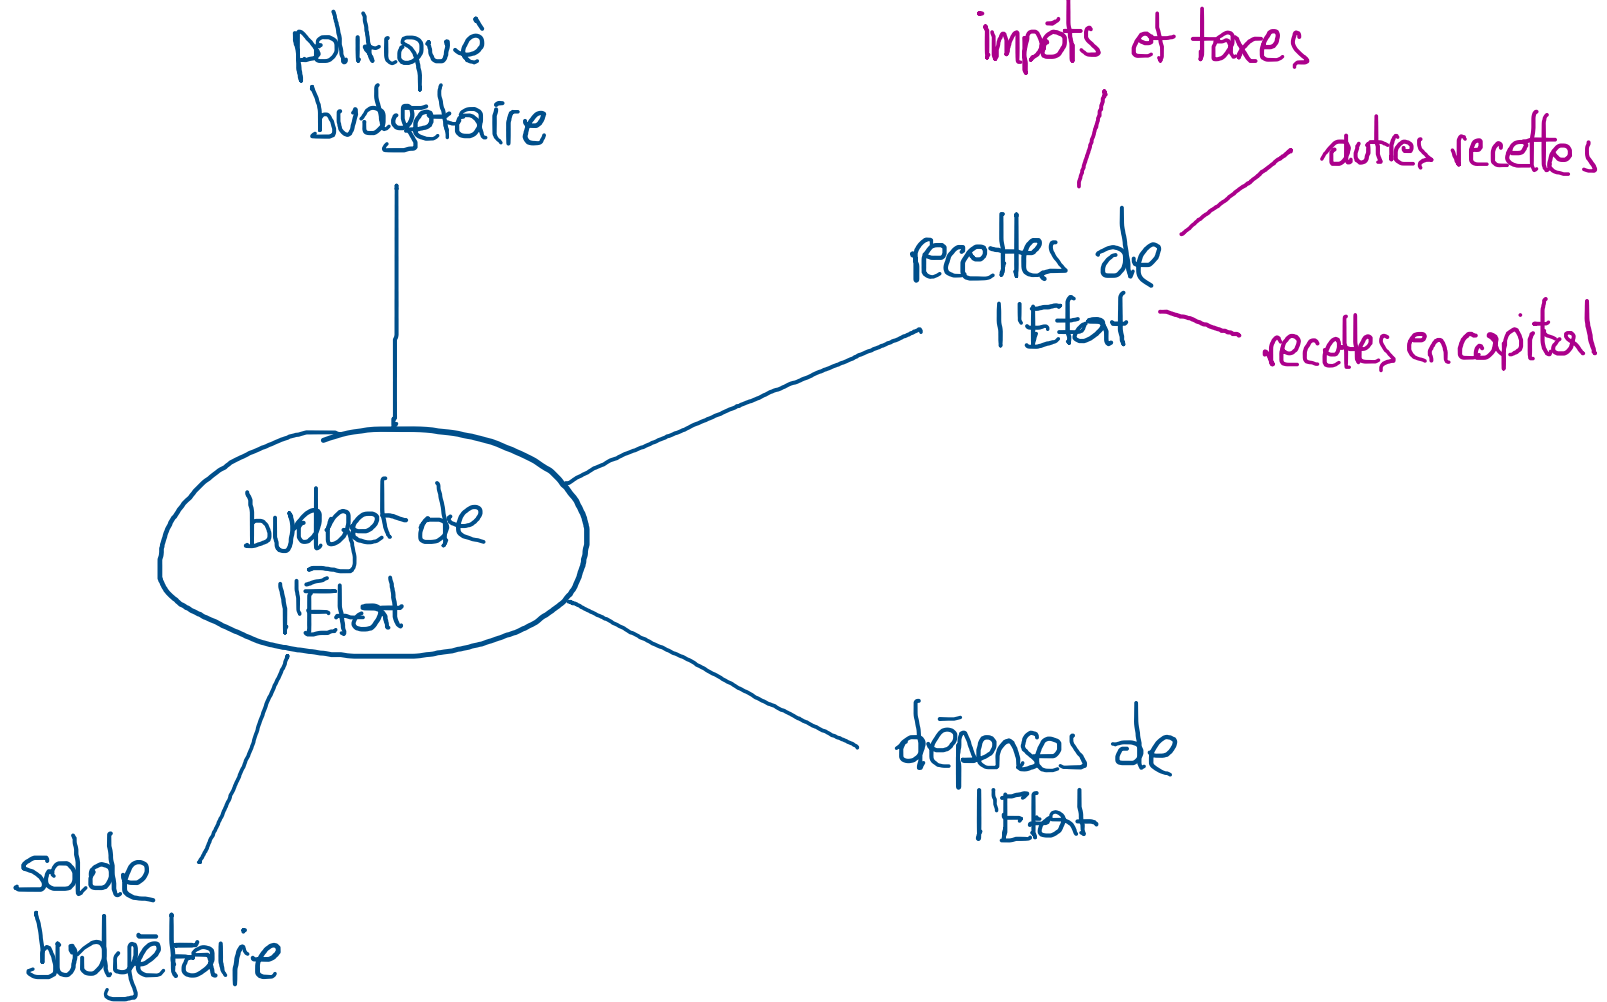 politique
budgétaire
impôts et taxes
autres recettes
recettes de
l'Etat
recettes en capital
budget de
l'État
dépenses de
l'Etat
solde
budgétaire